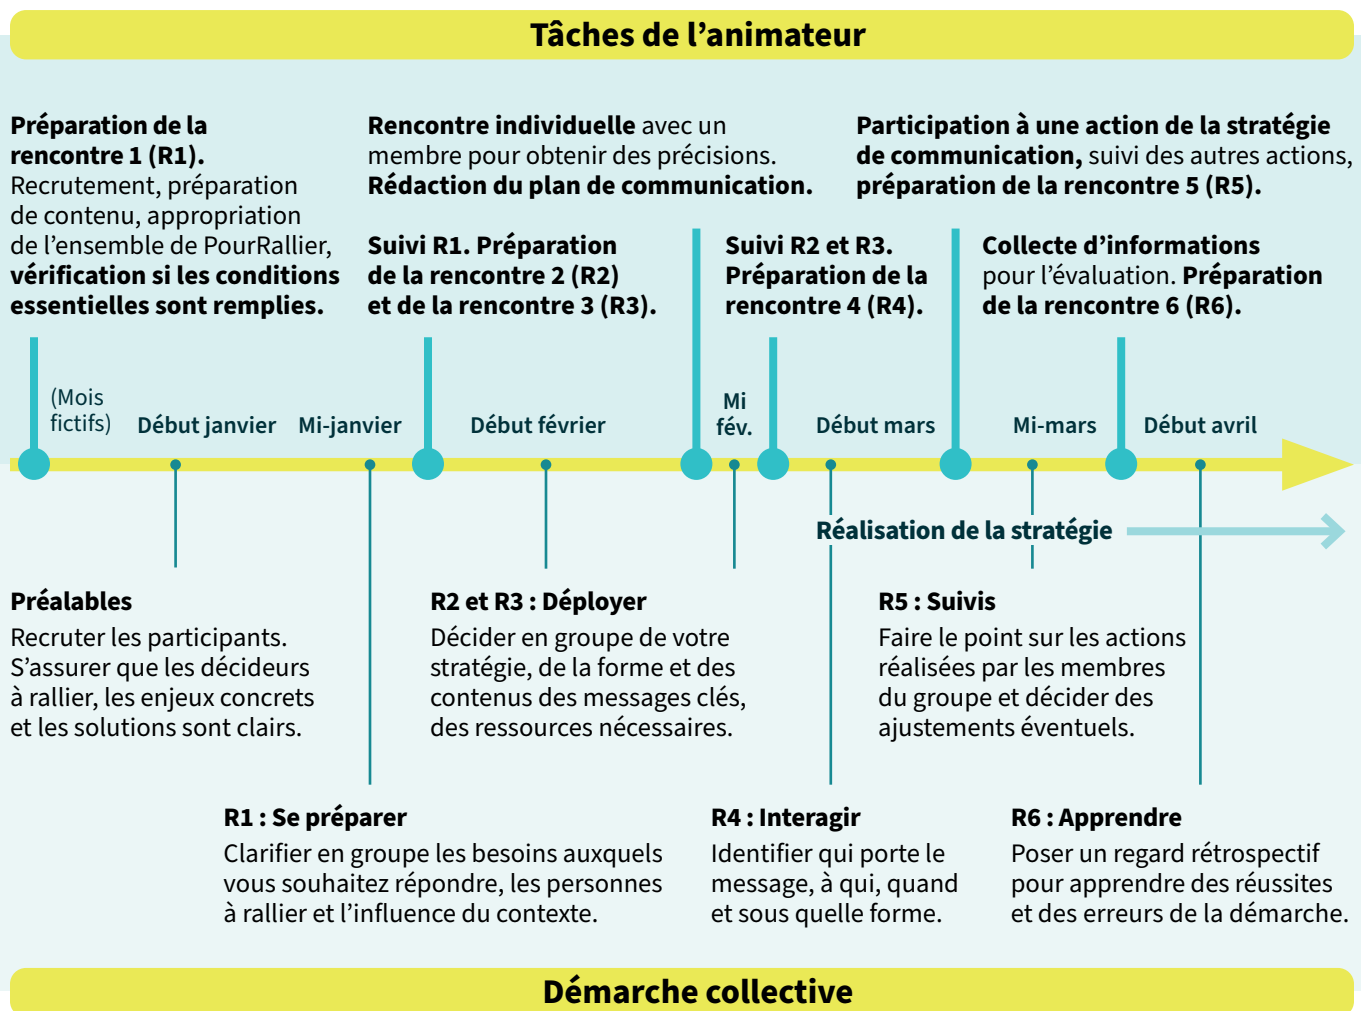 Tâches de l’animateur
Préparation de la
rencontre 1 (R1).
Recrutement, préparation
de contenu, appropriation
de l’ensemble de PourRallier,
vérification si les conditions
essentielles sont remplies.
Rencontre individuelle avec un
membre pour obtenir des précisions.
Rédaction du plan de communication.
Suivi R1. Préparation
de la rencontre 2 (R2)
et de la rencontre 3 (R3).
Suivi R2 et R3.
Préparation de la
rencontre 4 (R4).
Participation à une action de la stratégie
de communication, suivi des autres actions,
préparation de la rencontre 5 (R5).
Collecte d’informations
pour l’évaluation. Préparation
de la rencontre 6 (R6).
(Mois
fictifs)
Début janvier
Mi-janvier
Début février
Mi
fév.
Début mars
Mi-mars
Début avril
Réalisation de la stratégie
Préalables
Recruter les participants.
S’assurer que les décideurs
à rallier, les enjeux concrets
et les solutions sont clairs.
R2 et R3 : Déployer
Décider en groupe de votre
stratégie, de la forme et des
contenus des messages clés,
des ressources nécessaires.
R5 : Suivis
Faire le point sur les actions
réalisées par les membres
du groupe et décider des
ajustements éventuels.
R1 : Se préparer
Clarifier en groupe les besoins auxquels
vous souhaitez répondre, les personnes
à rallier et l’influence du contexte.
R4 : Interagir
Identifier qui porte le
message, à qui, quand
et sous quelle forme.
R6 : Apprendre
Poser un regard rétrospectif
pour apprendre des réussites
et des erreurs de la démarche.
Démarche collective